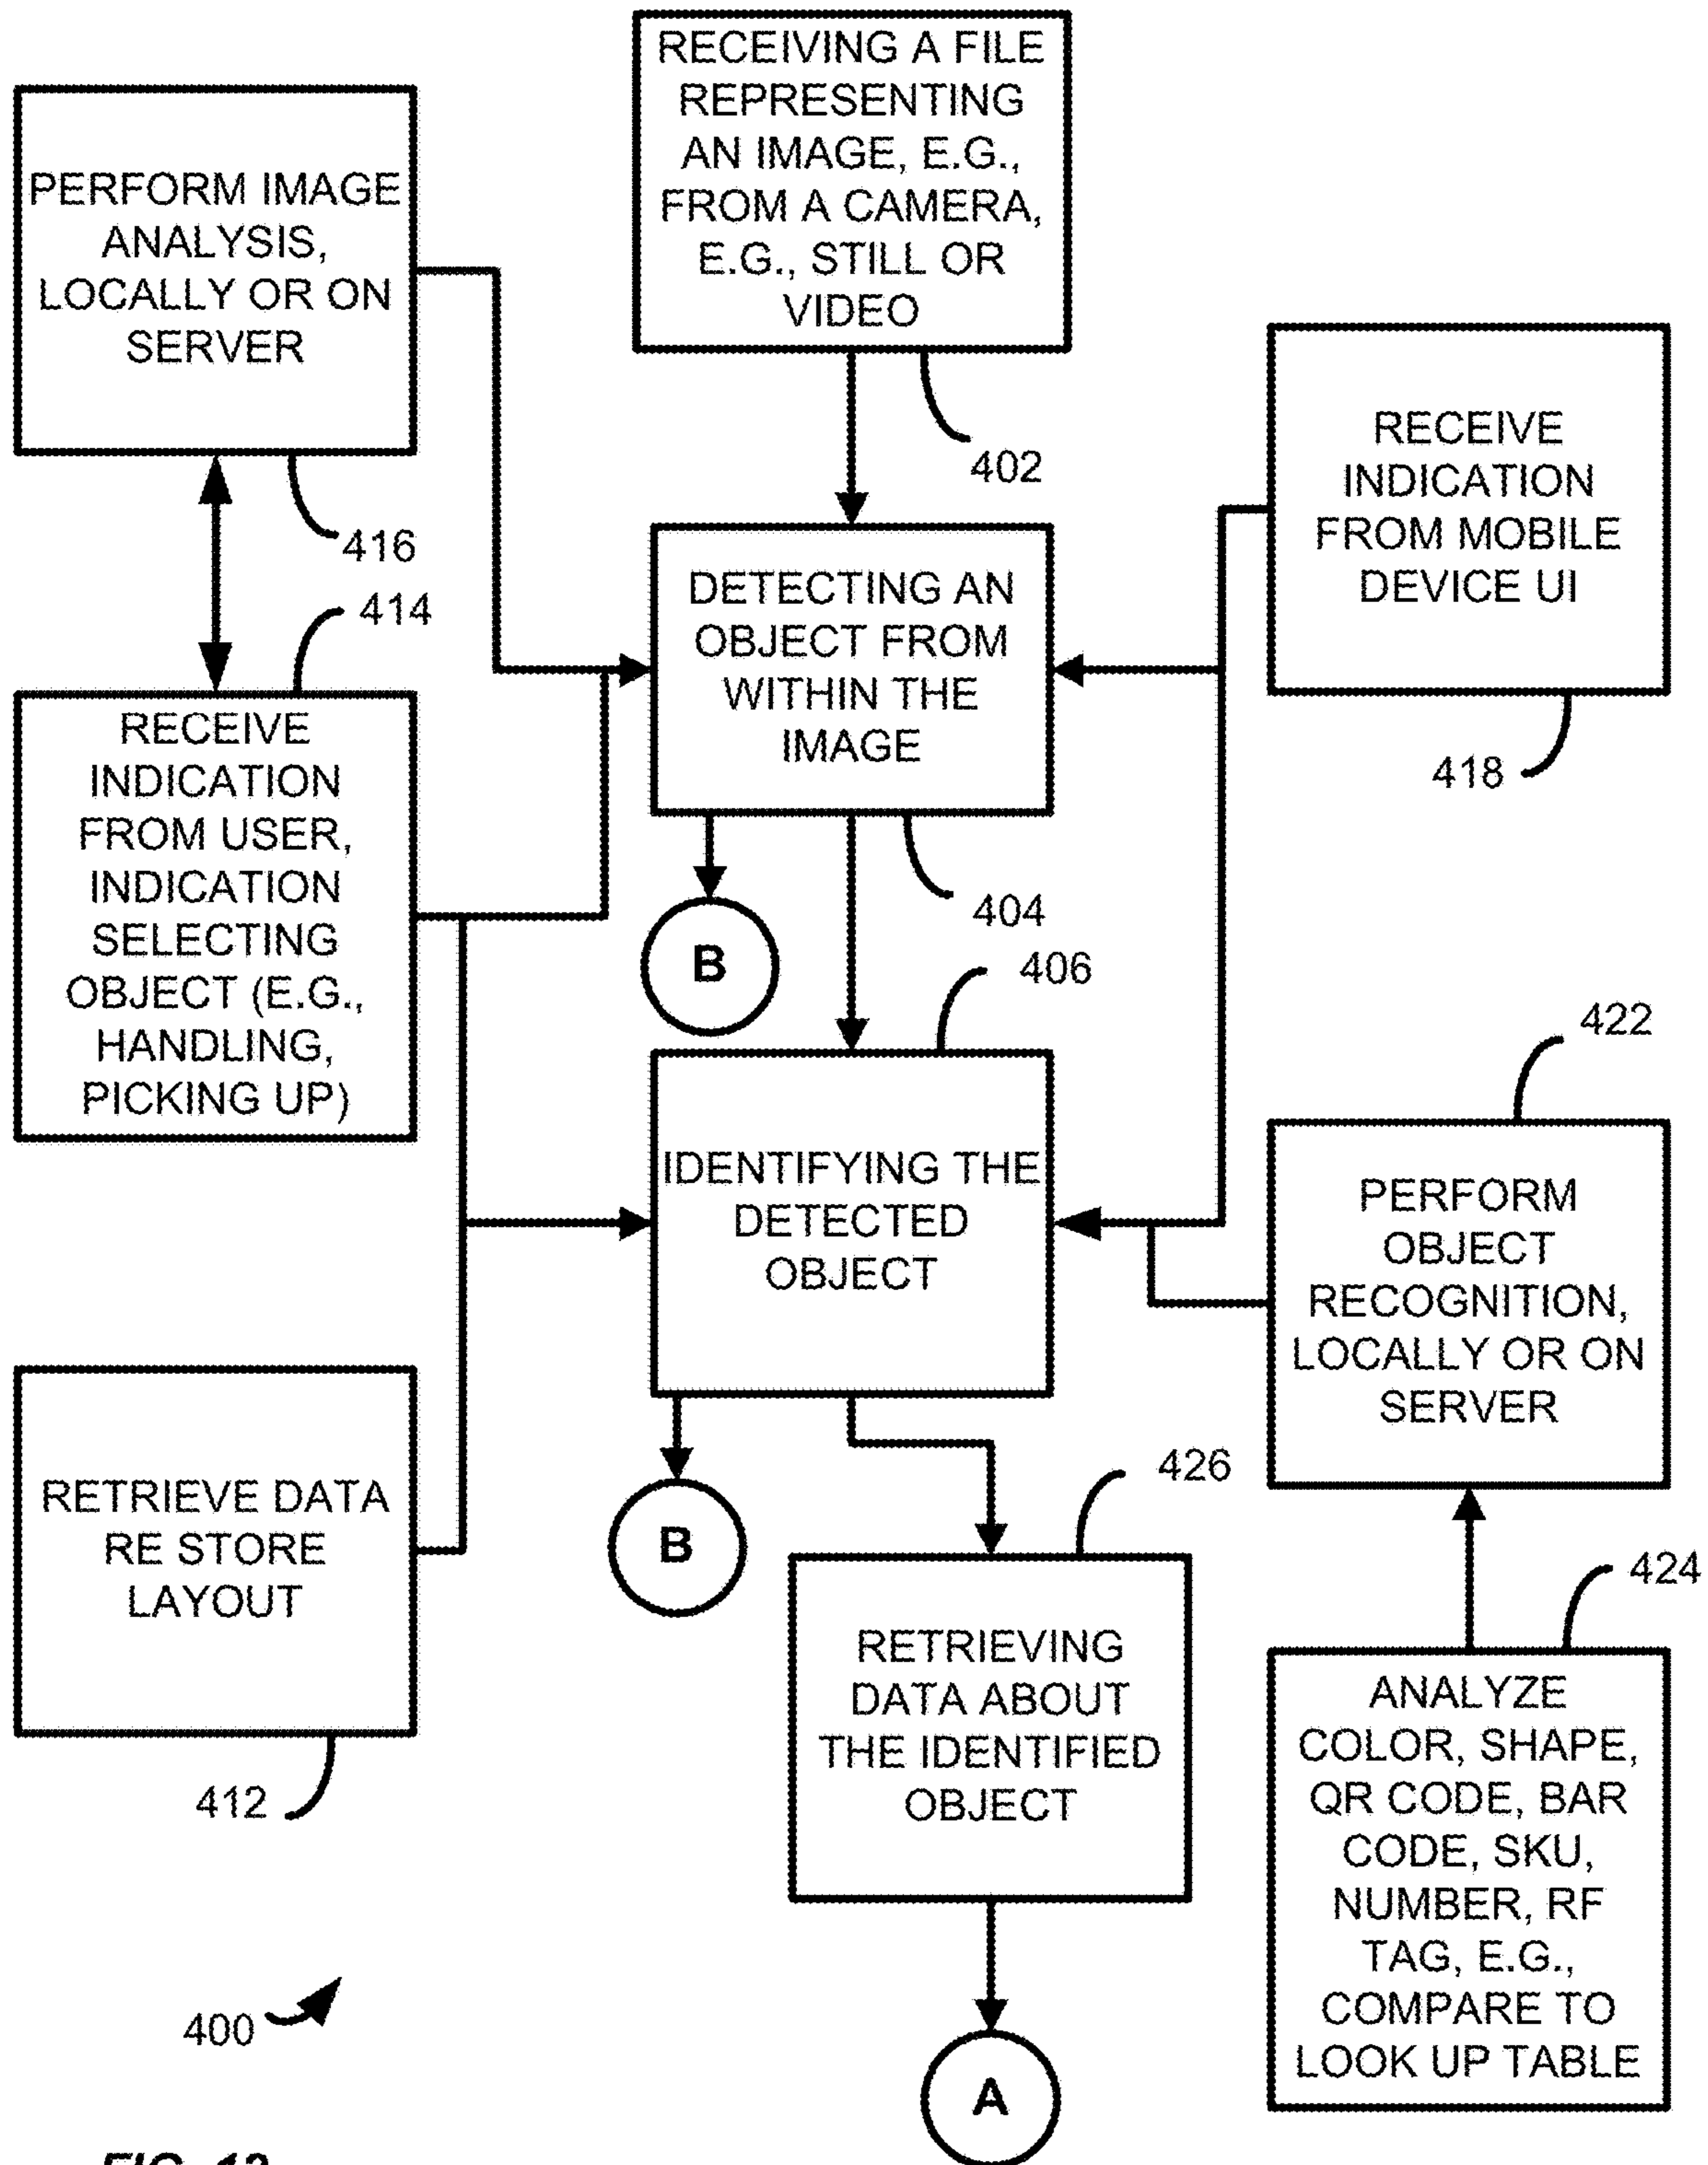 RECEIVING A FILE
REPRESENTING
AN IMAGE, E.G.,
FROM A CAMERA,
E.G., STILL OR
VIDEO
402
PERFORM IMAGE
ANALYSIS,
LOCALLY OR ON
SERVER
416
RECEIVE
INDICATION
FROM MOBILE
DEVICE UI
418
DETECTING AN
OBJECT FROM
WITHIN THE
IMAGE
404
B
414
RECEIVE
INDICATION
FROM USER,
INDICATION
SELECTING
OBJECT (E.G.,
HANDLING,
PICKING UP)
406
IDENTIFYING THE
DETECTED
OBJECT
B
422
PERFORM
OBJECT
RECOGNITION,
LOCALLY OR ON
SERVER
RETRIEVE DATA
RE STORE
LAYOUT
412
426
RETRIEVING
DATA ABOUT
THE IDENTIFIED
OBJECT
A
424
ANALYZE
COLOR, SHAPE,
QR CODE, BAR
CODE, SKU,
NUMBER, RF
TAG, E.G.,
COMPARE TO
LOOK UP TABLE
400
FIG. 12